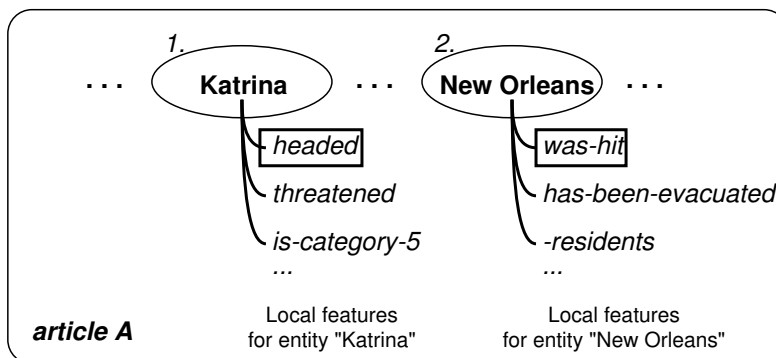 1. 2.
... Katrina ... New Orleans ...
headed was-hit
threatened has-been-evacuated
is-category-5 -residents
... ...
Local features Local features
article A for entity "Katrina" for entity "New Orleans"